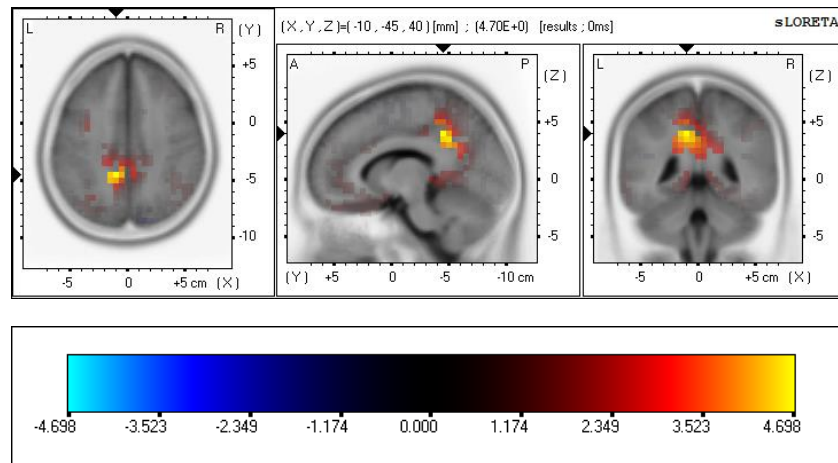 (X,Y,Z)=(-10,-45,40)[mm] ; (4.70E+0) [results ; 0ms]
sLORETA
L R (Y)
+5
0
-5
-10
-5 0 +5 cm (X)
A P (Z)
+5
0
-5
(Y) +5 0 -5 -10 cm
L R (Z)
+5
0
-5
-5 0 +5 cm (X)
-4.698 -3.523 -2.349 -1.174 0.000 1.174 2.349 3.523 4.698